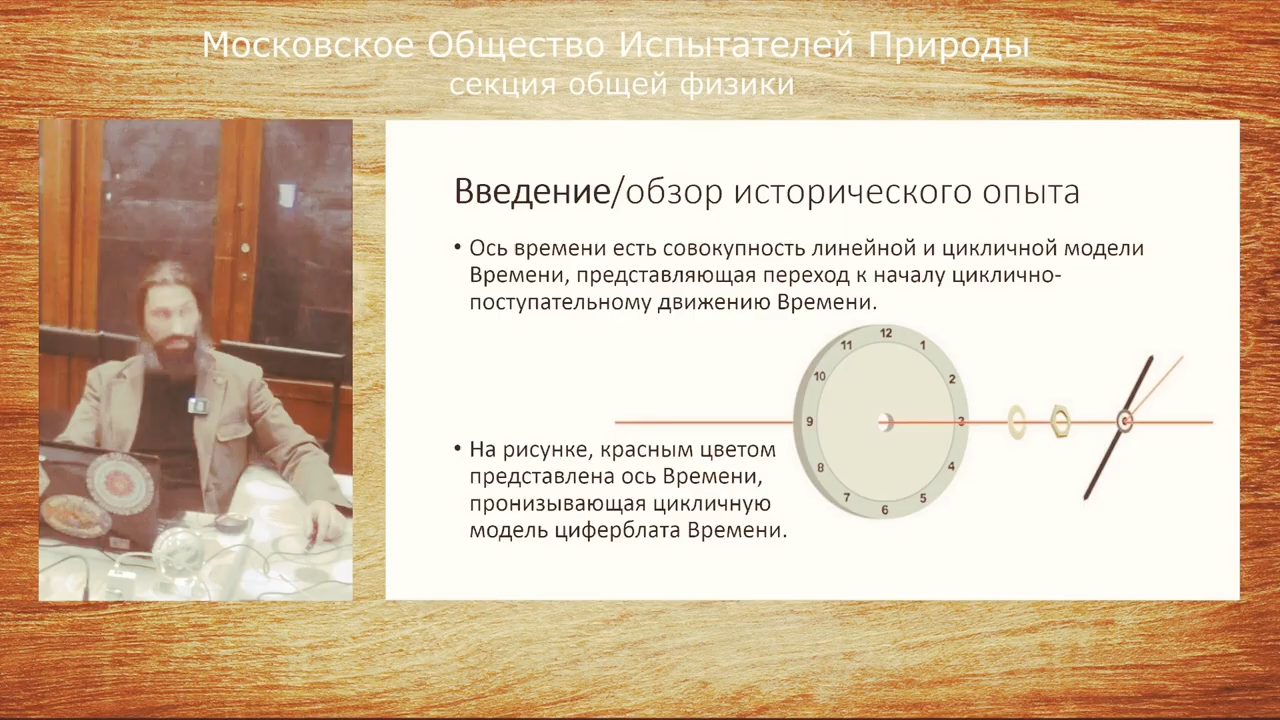 Московское Общество Испытателей Природы
секция общей физики
Введение/обзор исторического опыта
• Ось времени есть совокупность линейной и цикличной модели
Времени, представляющая переход к началу циклично-
поступательному движению Времени.
12
11
1
10
2
9
3
8
4
7
5
6
• На рисунке, красным цветом
представлена ось Времени,
пронизывающая цикличную
модель циферблата Времени.